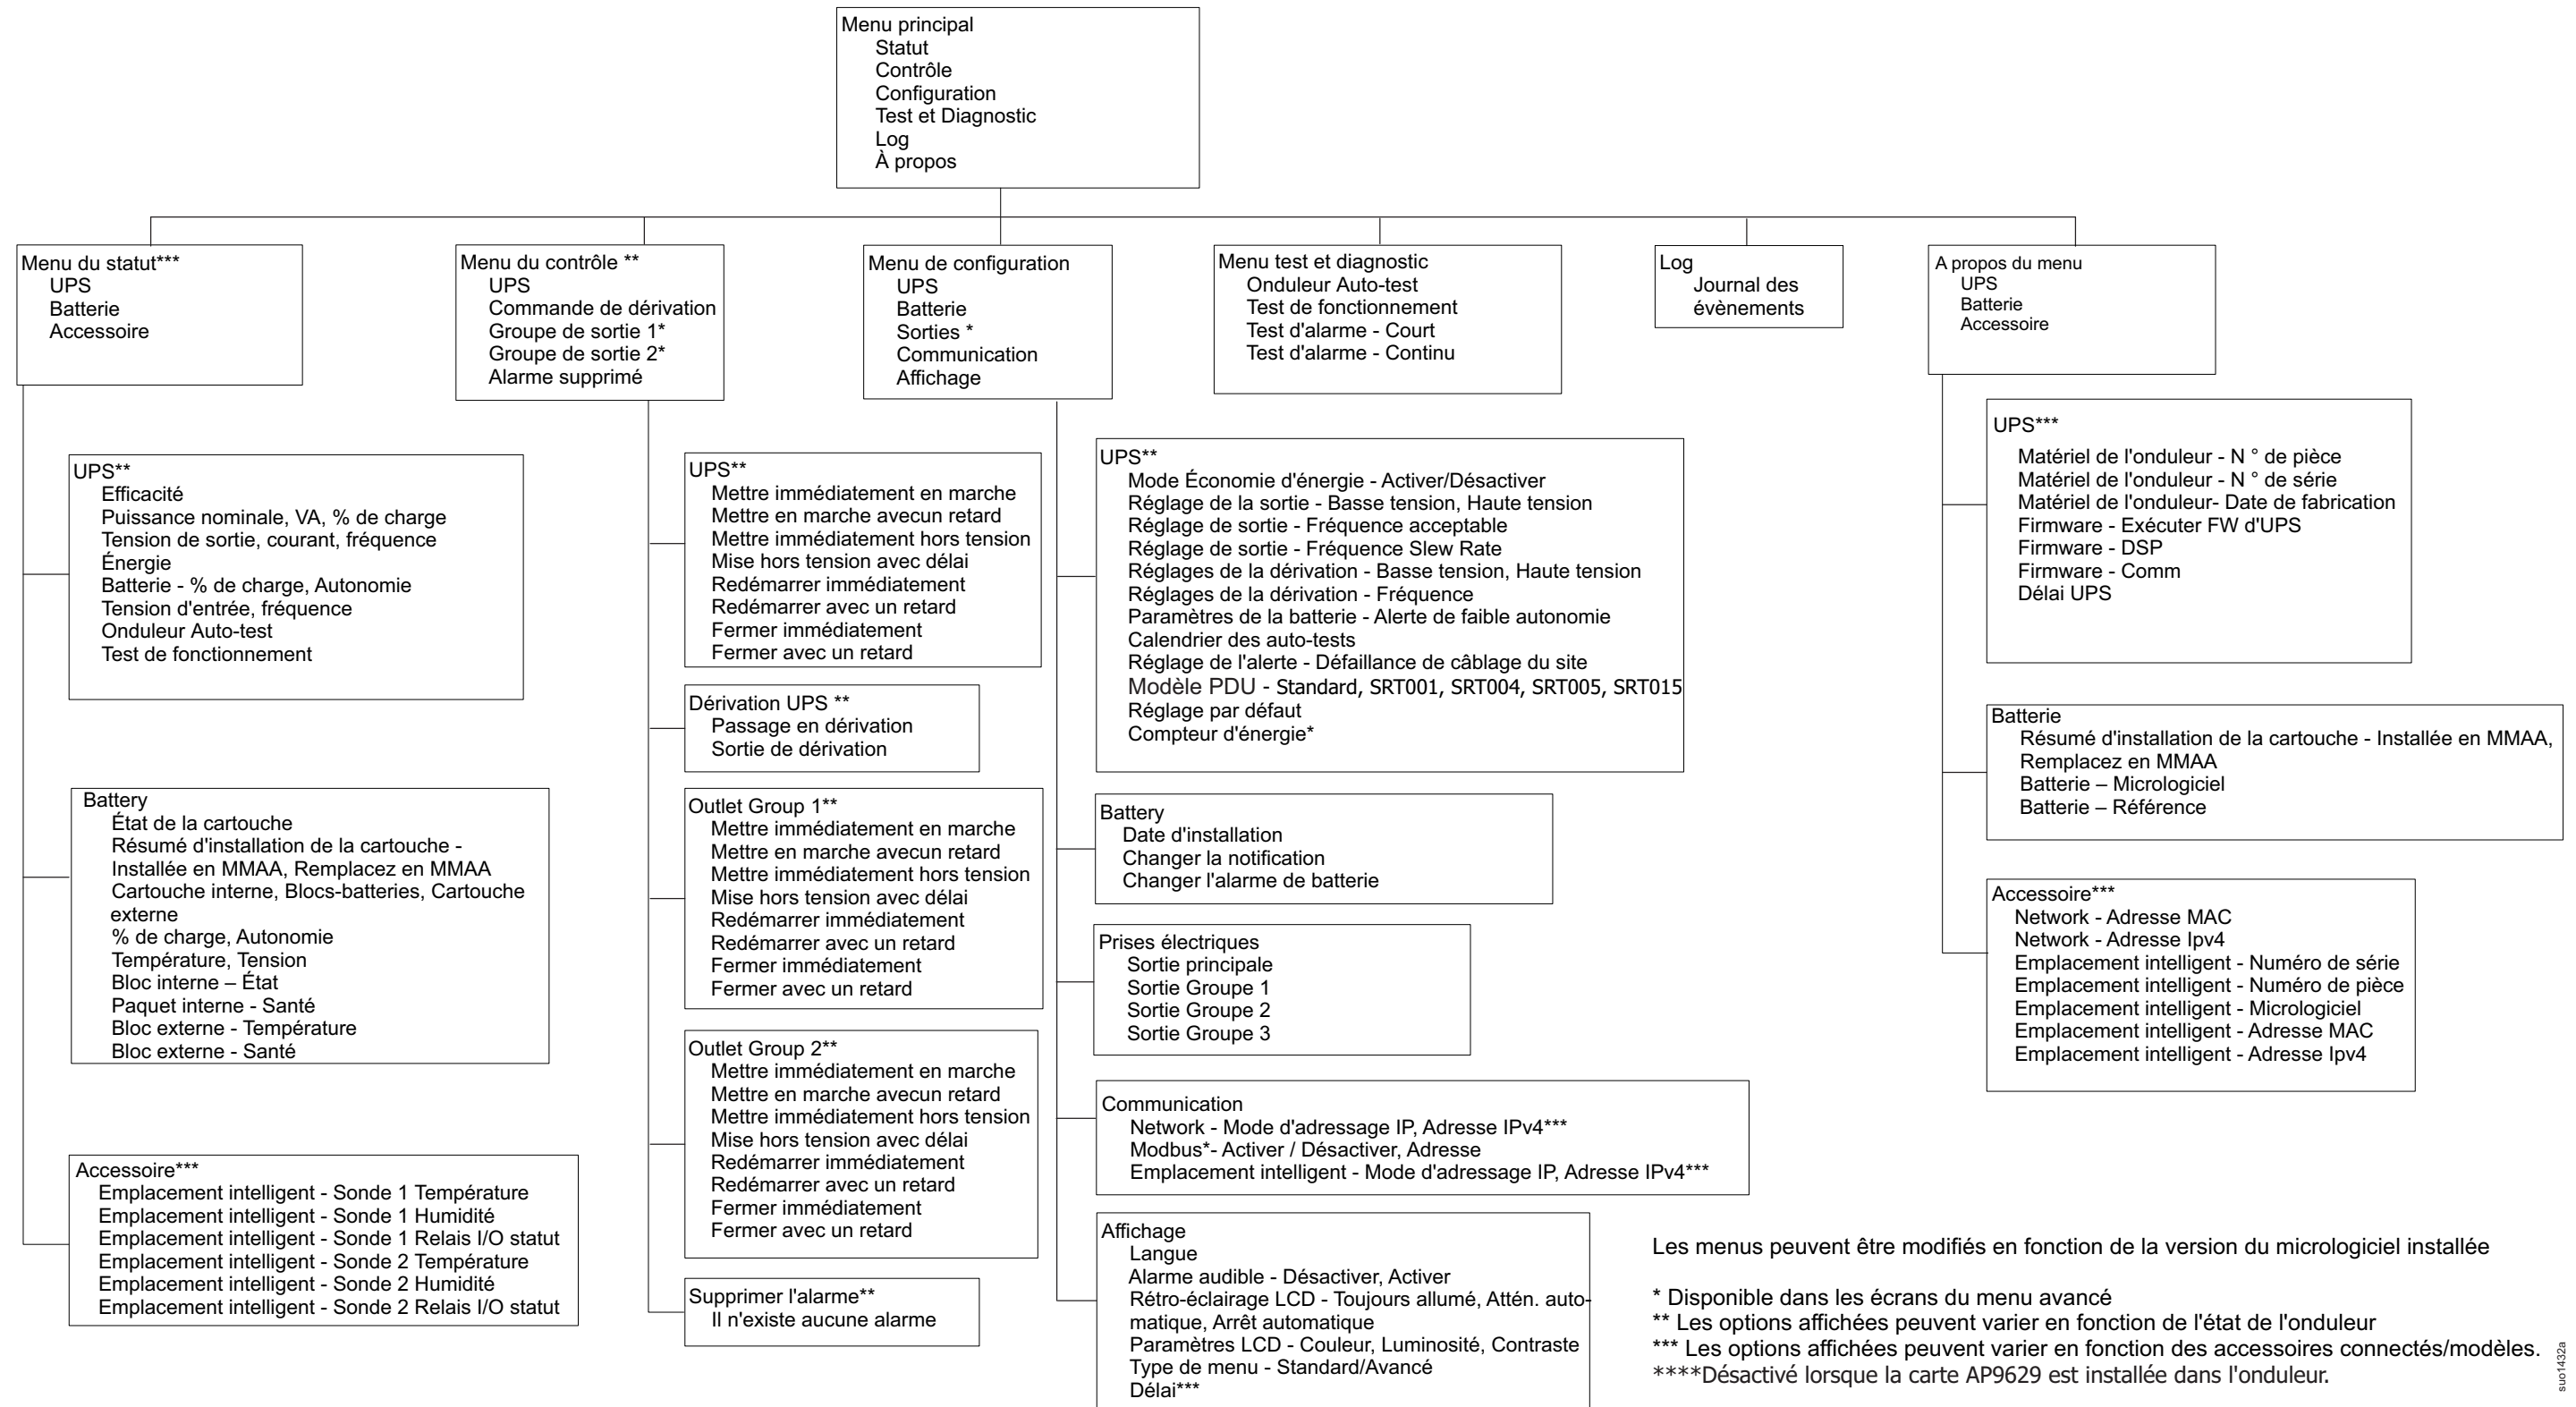 Menu principal
Statut
Contrôle
Configuration
Test et Diagnostic
Log
À propos
Menu du statut***
UPS
Batterie
Accessoire
Menu du contrôle **
UPS
Commande de dérivation
Groupe de sortie 1*
Groupe de sortie 2*
Alarme supprimé
Menu de configuration
UPS
Batterie
Sorties *
Communication
Affichage
Menu test et diagnostic
Onduleur Auto-test
Test de fonctionnement
Test d'alarme - Court
Test d'alarme - Continu
Log
Journal des
évènements
A propos du menu
UPS
Batterie
Accessoire
UPS**
Efficacité
Puissance nominale, VA, % de charge
Tension de sortie, courant, fréquence
Énergie
Batterie - % de charge, Autonomie
Tension d'entrée, fréquence
Onduleur Auto-test
Test de fonctionnement
Battery
État de la cartouche
Résumé d'installation de la cartouche -
Installée en MMAA, Remplacez en MMAA
Cartouche interne, Blocs-batteries, Cartouche
externe
% de charge, Autonomie
Température, Tension
Bloc interne – État
Paquet interne - Santé
Bloc externe - Température
Bloc externe - Santé
Accessoire***
Emplacement intelligent - Sonde 1 Température
Emplacement intelligent - Sonde 1 Humidité
Emplacement intelligent - Sonde 1 Relais I/O statut
Emplacement intelligent - Sonde 2 Température
Emplacement intelligent - Sonde 2 Humidité
Emplacement intelligent - Sonde 2 Relais I/O statut
UPS**
Mettre immédiatement en marche
Mettre en marche avecun retard
Mettre immédiatement hors tension
Mise hors tension avec délai
Redémarrer immédiatement
Redémarrer avec un retard
Fermer immédiatement
Fermer avec un retard
Dérivation UPS **
Passage en dérivation
Sortie de dérivation
Outlet Group 1**
Mettre immédiatement en marche
Mettre en marche avecun retard
Mettre immédiatement hors tension
Mise hors tension avec délai
Redémarrer immédiatement
Redémarrer avec un retard
Fermer immédiatement
Fermer avec un retard
Outlet Group 2**
Mettre immédiatement en marche
Mettre en marche avecun retard
Mettre immédiatement hors tension
Mise hors tension avec délai
Redémarrer immédiatement
Redémarrer avec un retard
Fermer immédiatement
Fermer avec un retard
Supprimer l'alarme**
Il n'existe aucune alarme
UPS**
Mode Économie d'énergie - Activer/Désactiver
Réglage de la sortie - Basse tension, Haute tension
Réglage de sortie - Fréquence acceptable
Réglage de sortie - Fréquence Slew Rate
Réglages de la dérivation - Basse tension, Haute tension
Réglages de la dérivation - Fréquence
Paramètres de la batterie - Alerte de faible autonomie
Calendrier des auto-tests
Réglage de l'alerte - Défaillance de câblage du site
Modèle PDU - Standard, SRT001, SRT004, SRT005, SRT015
Réglage par défaut
Compteur d'énergie*
Battery
Date d'installation
Changer la notification
Changer l'alarme de batterie
Prises électriques
Sortie principale
Sortie Groupe 1
Sortie Groupe 2
Sortie Groupe 3
Communication
Network - Mode d'adressage IP, Adresse IPv4***
Modbus*- Activer / Désactiver, Adresse
Emplacement intelligent - Mode d'adressage IP, Adresse IPv4***
Affichage
Langue
Alarme audible - Désactiver, Activer
Rétro-éclairage LCD - Toujours allumé, Attén. auto-
matique, Arrêt automatique
Paramètres LCD - Couleur, Luminosité, Contraste
Type de menu - Standard/Avancé
Délai***
UPS***
Matériel de l'onduleur - N ° de pièce
Matériel de l'onduleur - N ° de série
Matériel de l'onduleur- Date de fabrication
Firmware - Exécuter FW d'UPS
Firmware - DSP
Firmware - Comm
Délai UPS
Batterie
Résumé d'installation de la cartouche - Installée en MMAA,
Remplacez en MMAA
Batterie – Micrologiciel
Batterie – Référence
Accessoire***
Network - Adresse MAC
Network - Adresse Ipv4
Emplacement intelligent - Numéro de série
Emplacement intelligent - Numéro de pièce
Emplacement intelligent - Micrologiciel
Emplacement intelligent - Adresse MAC
Emplacement intelligent - Adresse Ipv4
Les menus peuvent être modifiés en fonction de la version du micrologiciel installée
* Disponible dans les écrans du menu avancé
** Les options affichées peuvent varier en fonction de l'état de l'onduleur
*** Les options affichées peuvent varier en fonction des accessoires connectés/modèles.
****Désactivé lorsque la carte AP9629 est installée dans l'onduleur.
suo1432a